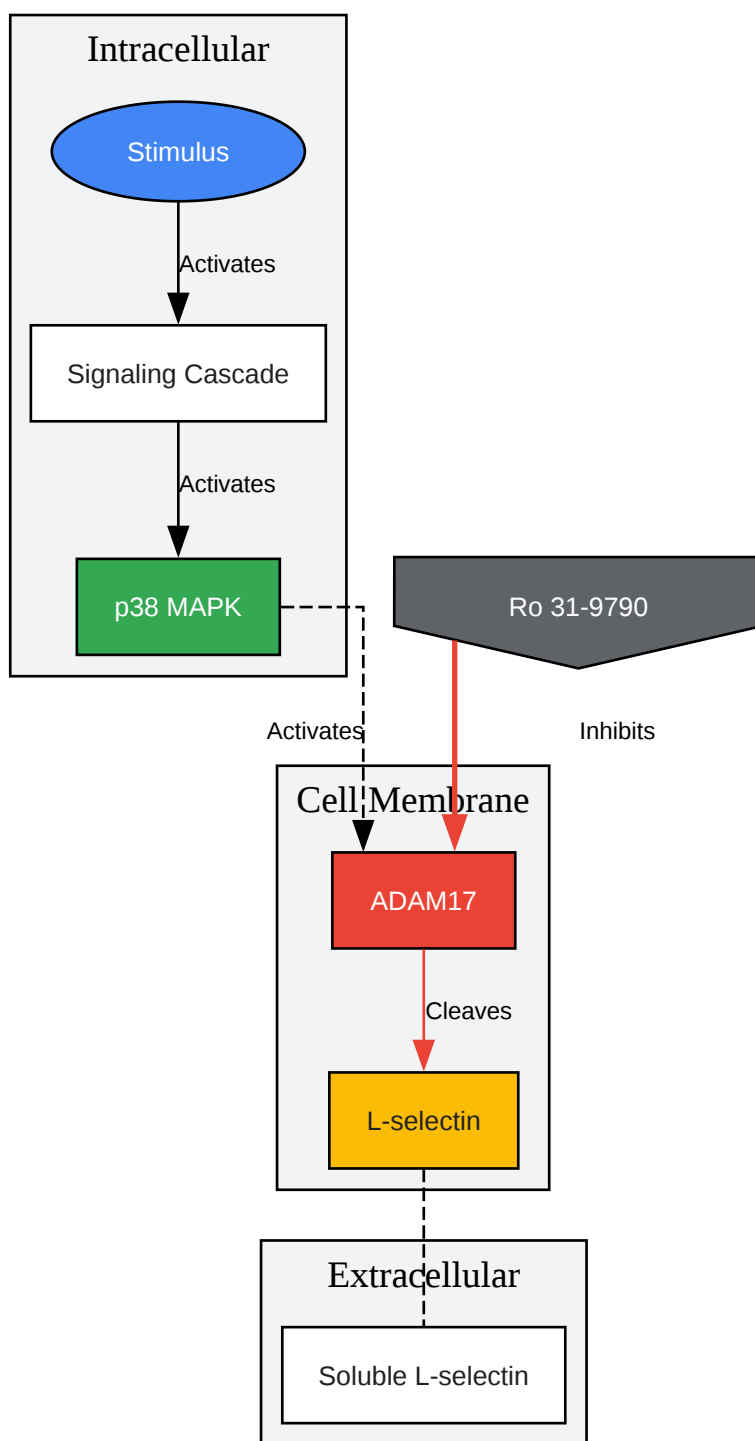 Intracellular
Stimulus
Activates
Signaling Cascade
Activates
p38 MAPK
Ro 31-9790
Activates
Inhibits
Cell Membrane
ADAM17
Cleaves
L-selectin
Extracellular
Soluble L-selectin